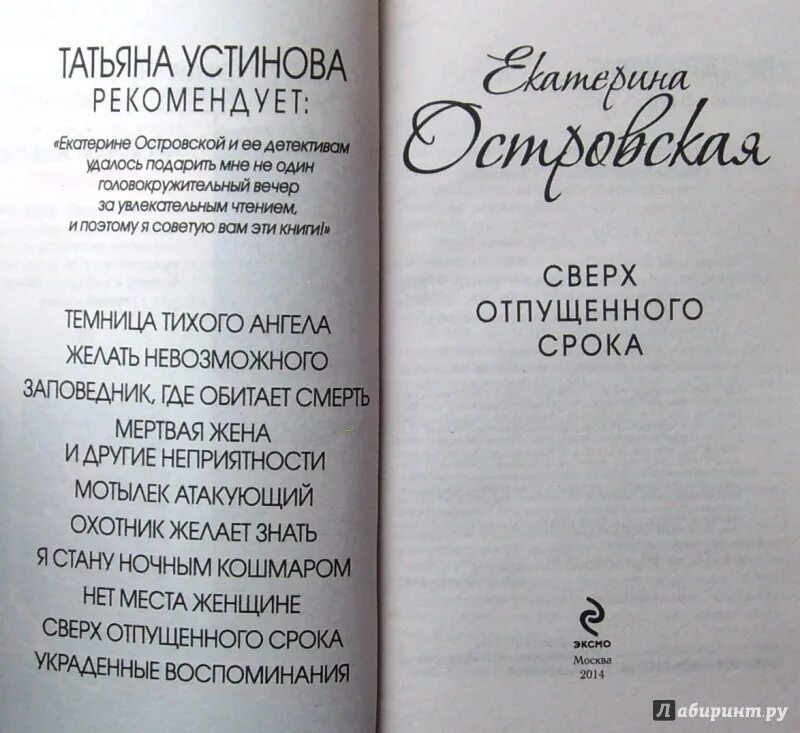 ТАТЬЯНА УСТИНОВА
РЕКОМЕНДУЕТ:
«Екатерине Островской и ее детективам
удалось подарить мне не один
головокружительный вечер
за увлекательным чтением,
и поэтому я советую вам эти книги!»
ТЕМНИЦА ТИХОГО АНГЕЛА
ЖЕЛАТЬ НЕВОЗМОЖНОГО
ЗАПОВЕДНИК, ГДЕ ОБИТАЕТ СМЕРТЬ
МЕРТВАЯ ЖЕНА
И ДРУГИЕ НЕПРИЯТНОСТИ
МОТЫЛЕК АТАКУЮЩИЙ
ОХОТНИК ЖЕЛАЕТ ЗНАТЬ
Я СТАНУ НОЧНЫМ КОШМАРОМ
НЕТ МЕСТА ЖЕНЩИНЕ
СВЕРХ ОТПУЩЕННОГО СРОКА
УКРАДЕННЫЕ ВОСПОМИНАНИЯ
Екатерина
Островская
СВЕРХ
ОТПУЩЕННОГО
СРОКА
ЭКСМО
Москва
2014
Лабиринт.ру